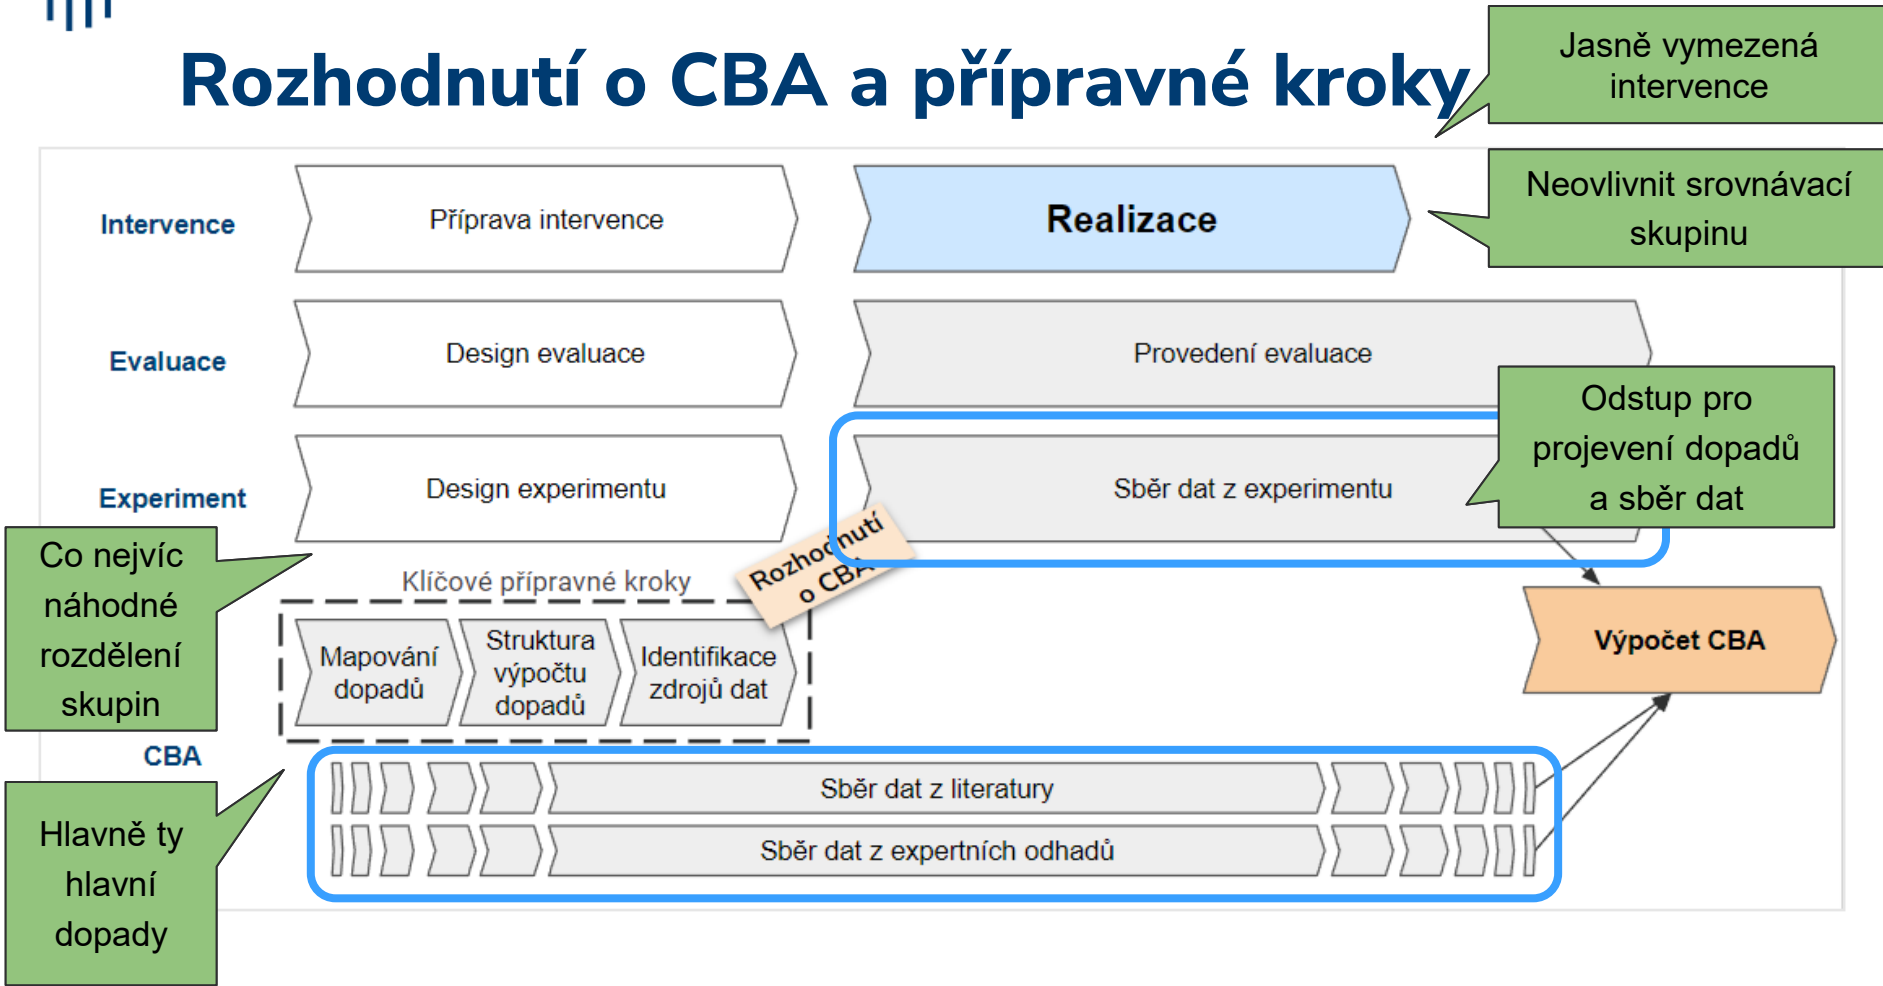 Rozhodnutí o CBA a přípravné kroky
Jasně vymezená
intervence
Neovlivnit srovnávací
skupinu
Intervence
Příprava intervence
Realizace
Evaluace
Design evaluace
Provedení evaluace
Odstup pro
projevení dopadů
a sběr dat
Experiment
Design experimentu
Sběr dat z experimentu
Co nejvíc
náhodné
rozdělení
skupin
Klíčové přípravné kroky
Rozhodnutí
o CBA
Mapování
dopadů
Struktura
výpočtu
dopadů
Identifikace
zdrojů dat
Výpočet CBA
CBA
Sběr dat z literatury
Sběr dat z expertních odhadů
Hlavně ty
hlavní
dopady